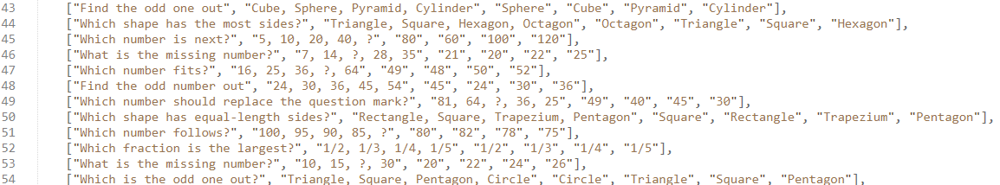 43 ["Find the odd one out", "Cube, Sphere, Pyramid, Cylinder", "Sphere", "Cube", "Pyramid", "Cylinder"],
44 ["Which shape has the most sides?", "Triangle, Square, Hexagon, Octagon", "Octagon", "Triangle", "Square", "Hexagon"],
45 ["Which number is next?", "5, 10, 20, 40, ?", "80", "60", "100", "120"],
46 ["What is the missing number?", "7, 14, ?, 28, 35", "21", "20", "22", "25"],
47 ["Which number fits?", "16, 25, 36, ?, 64", "49", "48", "50", "52"],
48 ["Find the odd number out", "24, 30, 36, 45, 54", "45", "24", "30", "36"],
49 ["Which number should replace the question mark?", "81, 64, ?, 36, 25", "49", "40", "45", "30"],
50 ["Which shape has equal-length sides?", "Rectangle, Square, Trapezium, Pentagon", "Square", "Rectangle", "Trapezium", "Pentagon"],
51 ["Which number follows?", "100, 95, 90, 85, ?", "80", "82", "78", "75"],
52 ["Which fraction is the largest?", "1/2, 1/3, 1/4, 1/5", "1/2", "1/3", "1/4", "1/5"],
53 ["What is the missing number?", "10, 15, ?, 30", "20", "22", "24", "26"],
54 ["Which is the odd one out?", "Triangle, Square, Pentagon, Circle", "Circle", "Triangle", "Square", "Pentagon"],